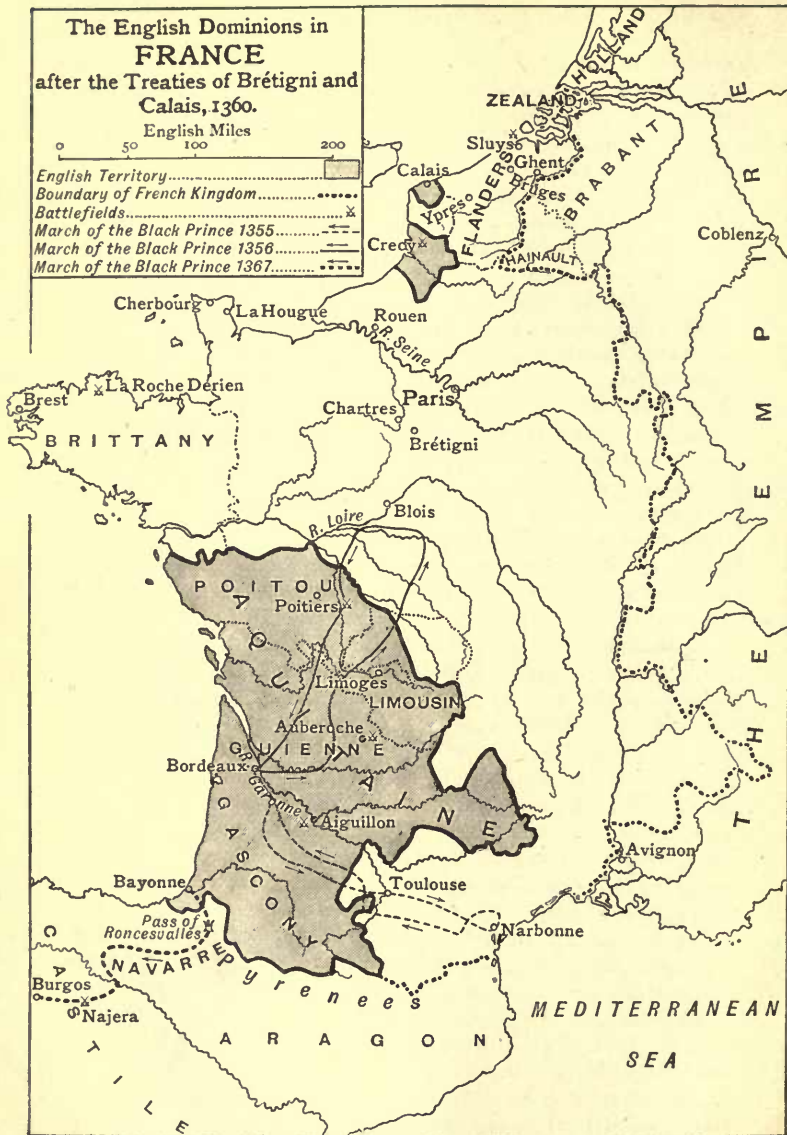 The English Dominions in
FRANCE
after the Treaties of Brétigni and
Calais, 1360.
English Miles
0 50 100 200
English Territory
Boundary of French Kingdom
Battlefields
March of the Black Prince 1355
March of the Black Prince 1356
March of the Black Prince 1367
HOLLAND
ZEALAND
Sluys
Ghent
Bruges
Calais
Ypres
FLANDERS
BRABANT
Creçy
HAINAULT
Coblenz
THE EMPIRE
Cherbourg
La Hougue
Rouen
R. Seine
La Roche Dérien
Brest
BRITTANY
Chartres
Paris
Brétigni
Blois
R. Loire
POITOU
Poitiers
AQUITAINE
Limoges
LIMOUSIN
Auberoche
GUIENNE
Bordeaux
R. Garonne
Aiguillon
GASCONY
Avignon
Bayonne
Toulouse
Pass of
Roncesvalles
Narbonne
NAVARRE
Pyrenees
CASTILE
Burgos
Najera
ARAGON
MEDITERRANEAN
SEA